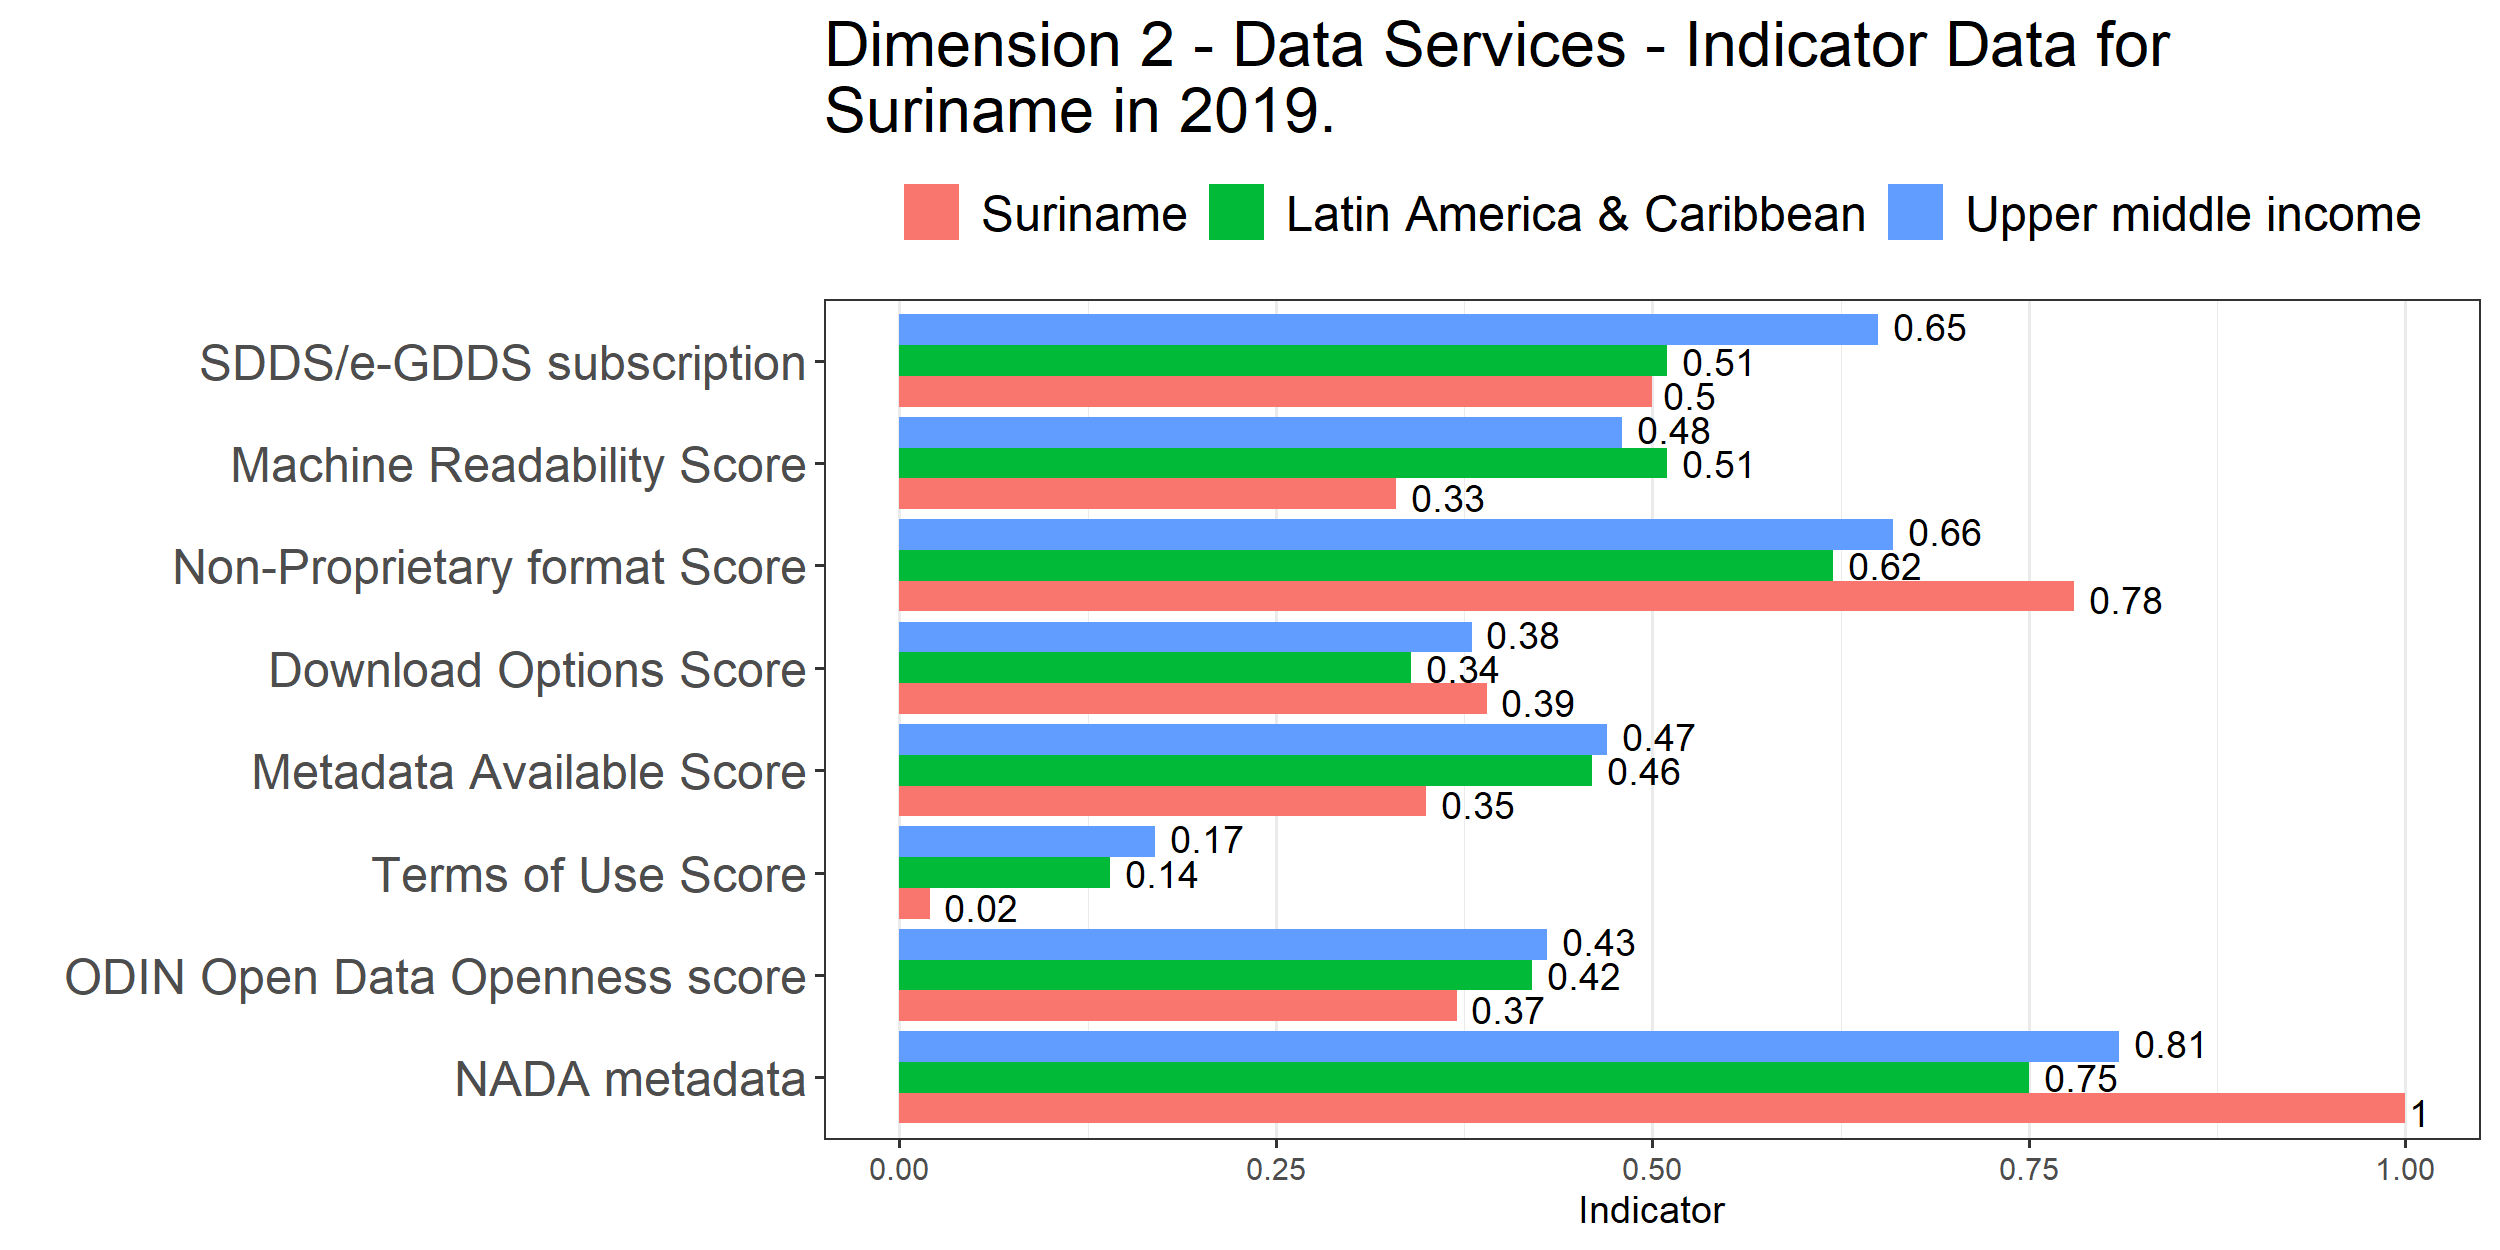 Dimension 2 - Data Services - Indicator Data for
Suriname in 2019.
Suriname Latin America & Caribbean Upper middle income
SDDS/e-GDDS subscription
0.65
0.51
0.5
Machine Readability Score
0.48
0.51
0.33
Non-Proprietary format Score
0.66
0.62
0.78
Download Options Score
0.38
0.34
0.39
Metadata Available Score
0.47
0.46
0.35
Terms of Use Score
0.17
0.14
0.02
ODIN Open Data Openness score
0.43
0.42
0.37
NADA metadata
0.81
0.75
1
0.00 0.25 0.50 0.75 1.00
Indicator